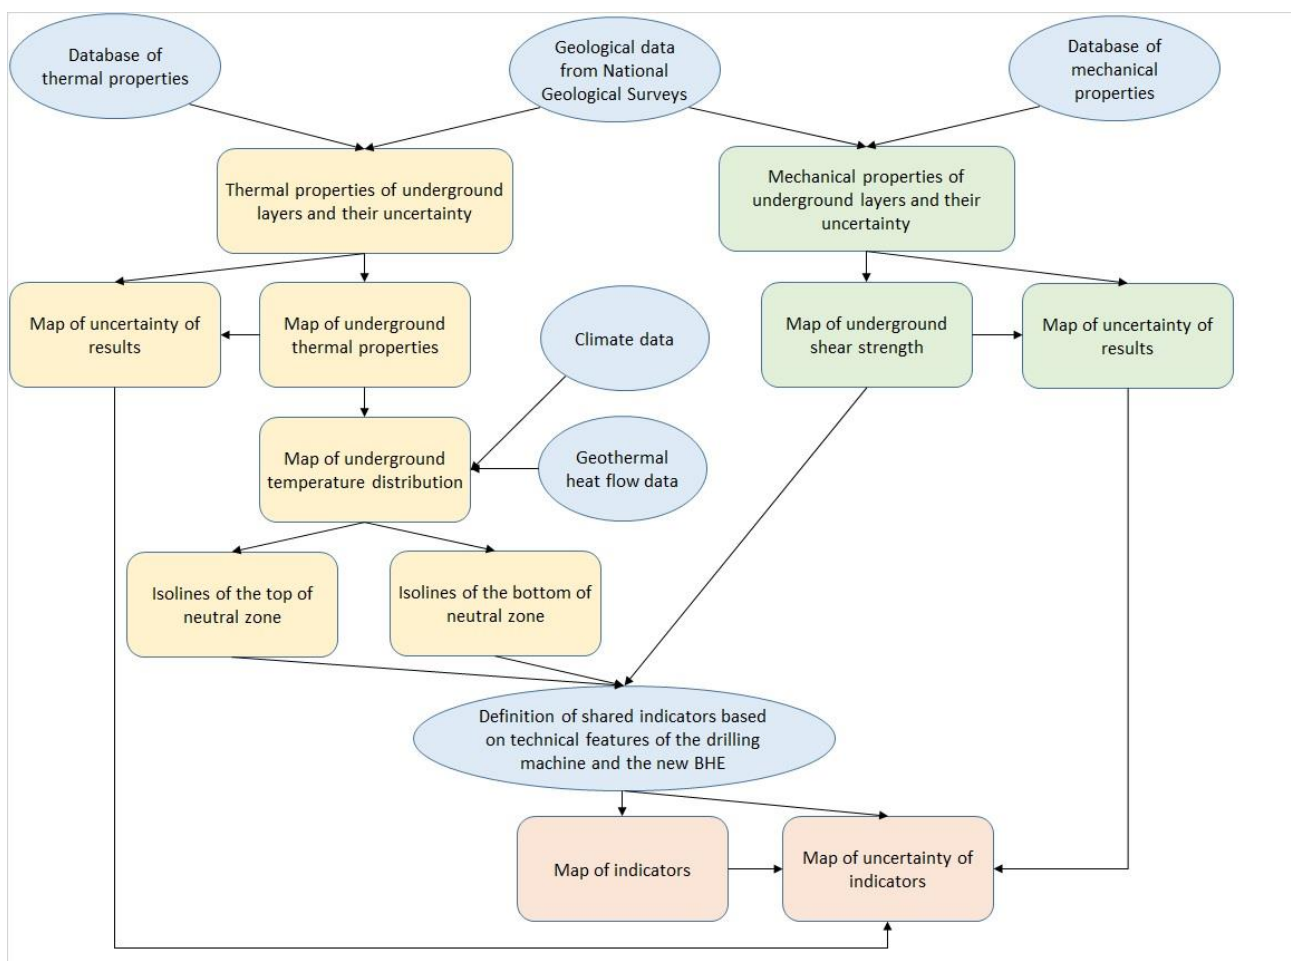 Database of
thermal properties
Geological data
from National
Geological Surveys
Database of
mechanical
properties
Thermal properties of underground
layers and their uncertainty
Mechanical properties of
underground layers and their
uncertainty
Map of uncertainty of
results
Map of underground
thermal properties
Climate data
Map of underground
shear strength
Map of uncertainty of
results
Map of underground
temperature distribution
Geothermal
heat flow data
Isolines of the top of
neutral zone
Isolines of the bottom of
neutral zone
Definition of shared indicators based
on technical features of the drilling
machine and the new BHE
Map of indicators
Map of uncertainty of
indicators